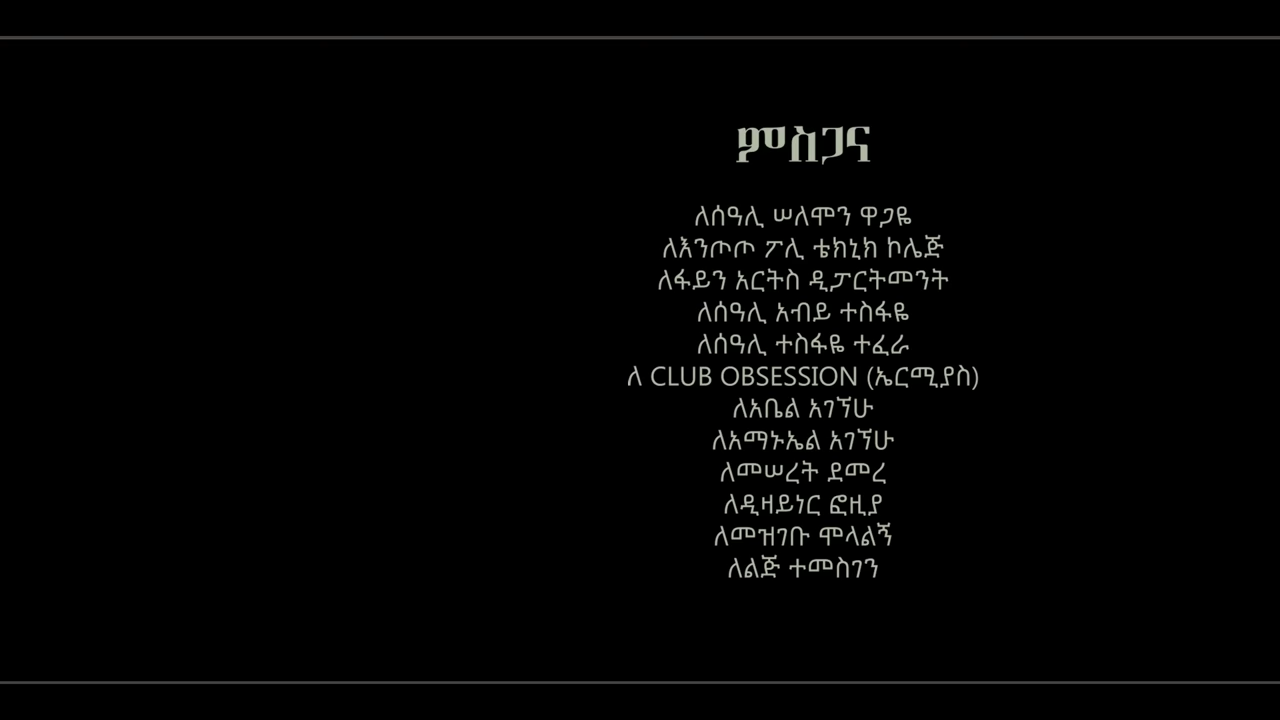 ምስጋና
ለሰዓሊ ሠለሞን ዋጋዬ
ለእንጦጦ ፖሊ ቴክኒክ ኮሌጅ
ለፋይን አርትስ ዲፓርትመንት
ለሰዓሊ አብይ ተስፋዬ
ለሰዓሊ ተስፋዬ ተፈራ
ለ CLUB OBSESSION (ኤርሚያስ)
ለአቤል አገኘሁ
ለአማኑኤል አገኘሁ
ለመሠረት ደመረ
ለዲዛይነር ፎዚያ
ለመዝገቡ ሞላልኝ
ለልጅ ተመስገን